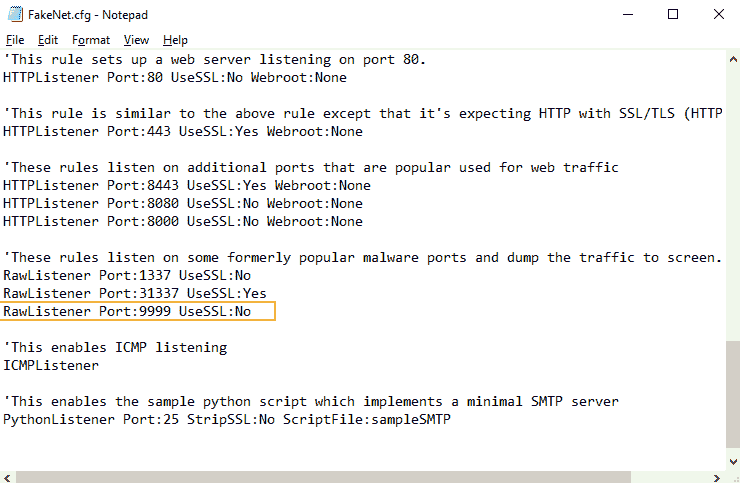 FakeNet.cfg - Notepad
File Edit Format View Help
'This rule sets up a web server listening on port 80.
HTTPListener Port:80 UseSSL:No Webroot:None
'This rule is similar to the above rule except that it's expecting HTTP with SSL/TLS (HTTP
HTTPListener Port:443 UseSSL:Yes Webroot:None
'These rules listen on additional ports that are popular used for web traffic
HTTPListener Port:8443 UseSSL:Yes Webroot:None
HTTPListener Port:8080 UseSSL:No Webroot:None
HTTPListener Port:8000 UseSSL:No Webroot:None
'These rules listen on some formerly popular malware ports and dump the traffic to screen.
RawListener Port:1337 UseSSL:No
RawListener Port:31337 UseSSL:Yes
RawListener Port:9999 UseSSL:No
'This enables ICMP listening
ICMPListener
'This enables the sample python script which implements a minimal SMTP server
PythonListener Port:25 StripSSL:No ScriptFile:sampleSMTP